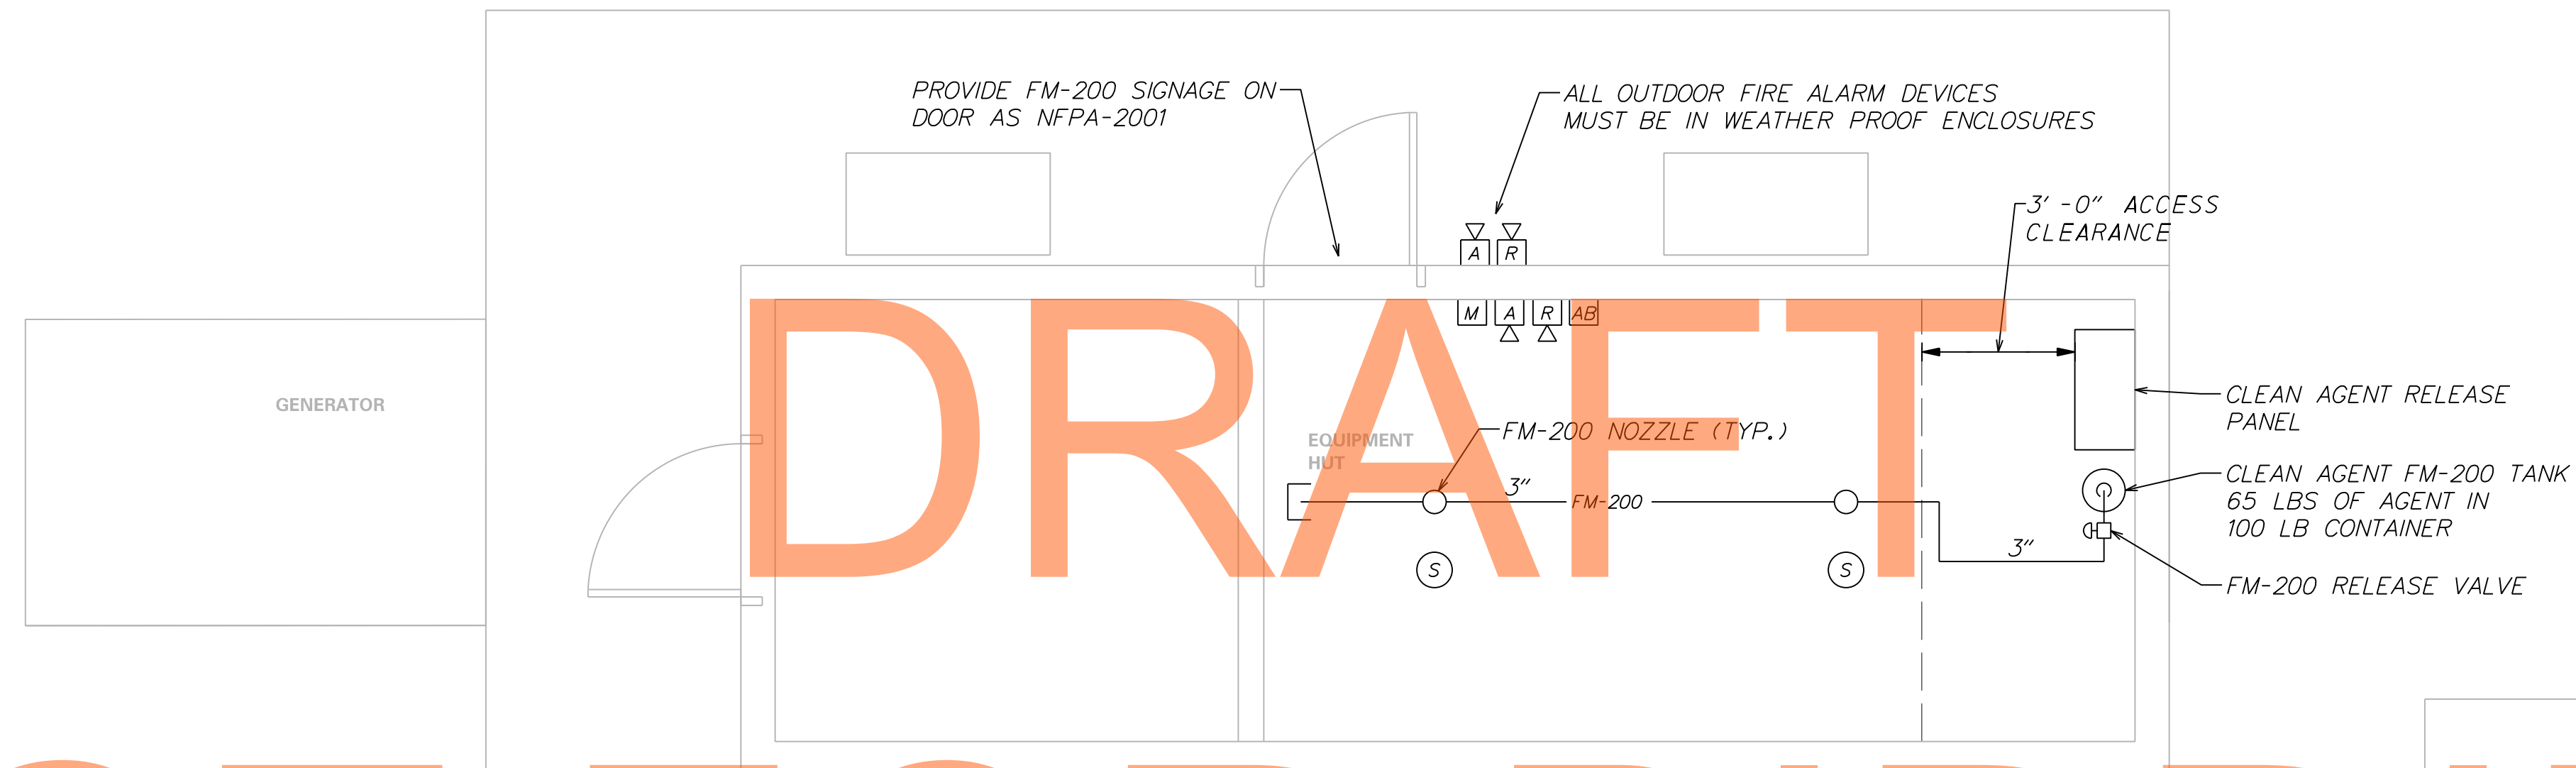 PROVIDE FM-200 SIGNAGE ON
DOOR AS NFPA-2001
ALL OUTDOOR FIRE ALARM DEVICES
MUST BE IN WEATHER PROOF ENCLOSURES
3'-0" ACCESS
CLEARANCE
A R
M A R AB
DRAFT
GENERATOR
EQUIPMENT
HUT
FM-200 NOZZLE (TYP.)
3"
FM-200
S
S
3"
CLEAN AGENT RELEASE
PANEL
CLEAN AGENT FM-200 TANK
65 LBS OF AGENT IN
100 LB CONTAINER
FM-200 RELEASE VALVE